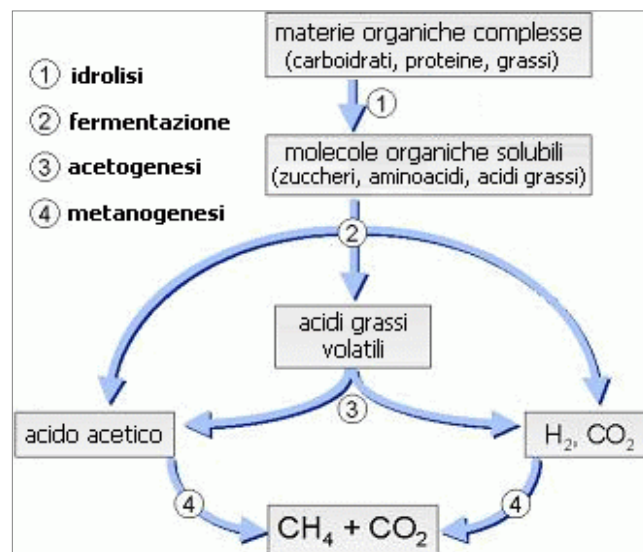 materie organiche complesse
(carboidrati, proteine, grassi)
1 idrolisi
1
2 fermentazione
molecole organiche solubili
(zuccheri, aminoacidi, acidi grassi)
3 acetogenesi
4 metanogenesi
2
acidi grassi
volatili
3
acido acetico
H₂, CO₂
4
4
CH₄ + CO₂